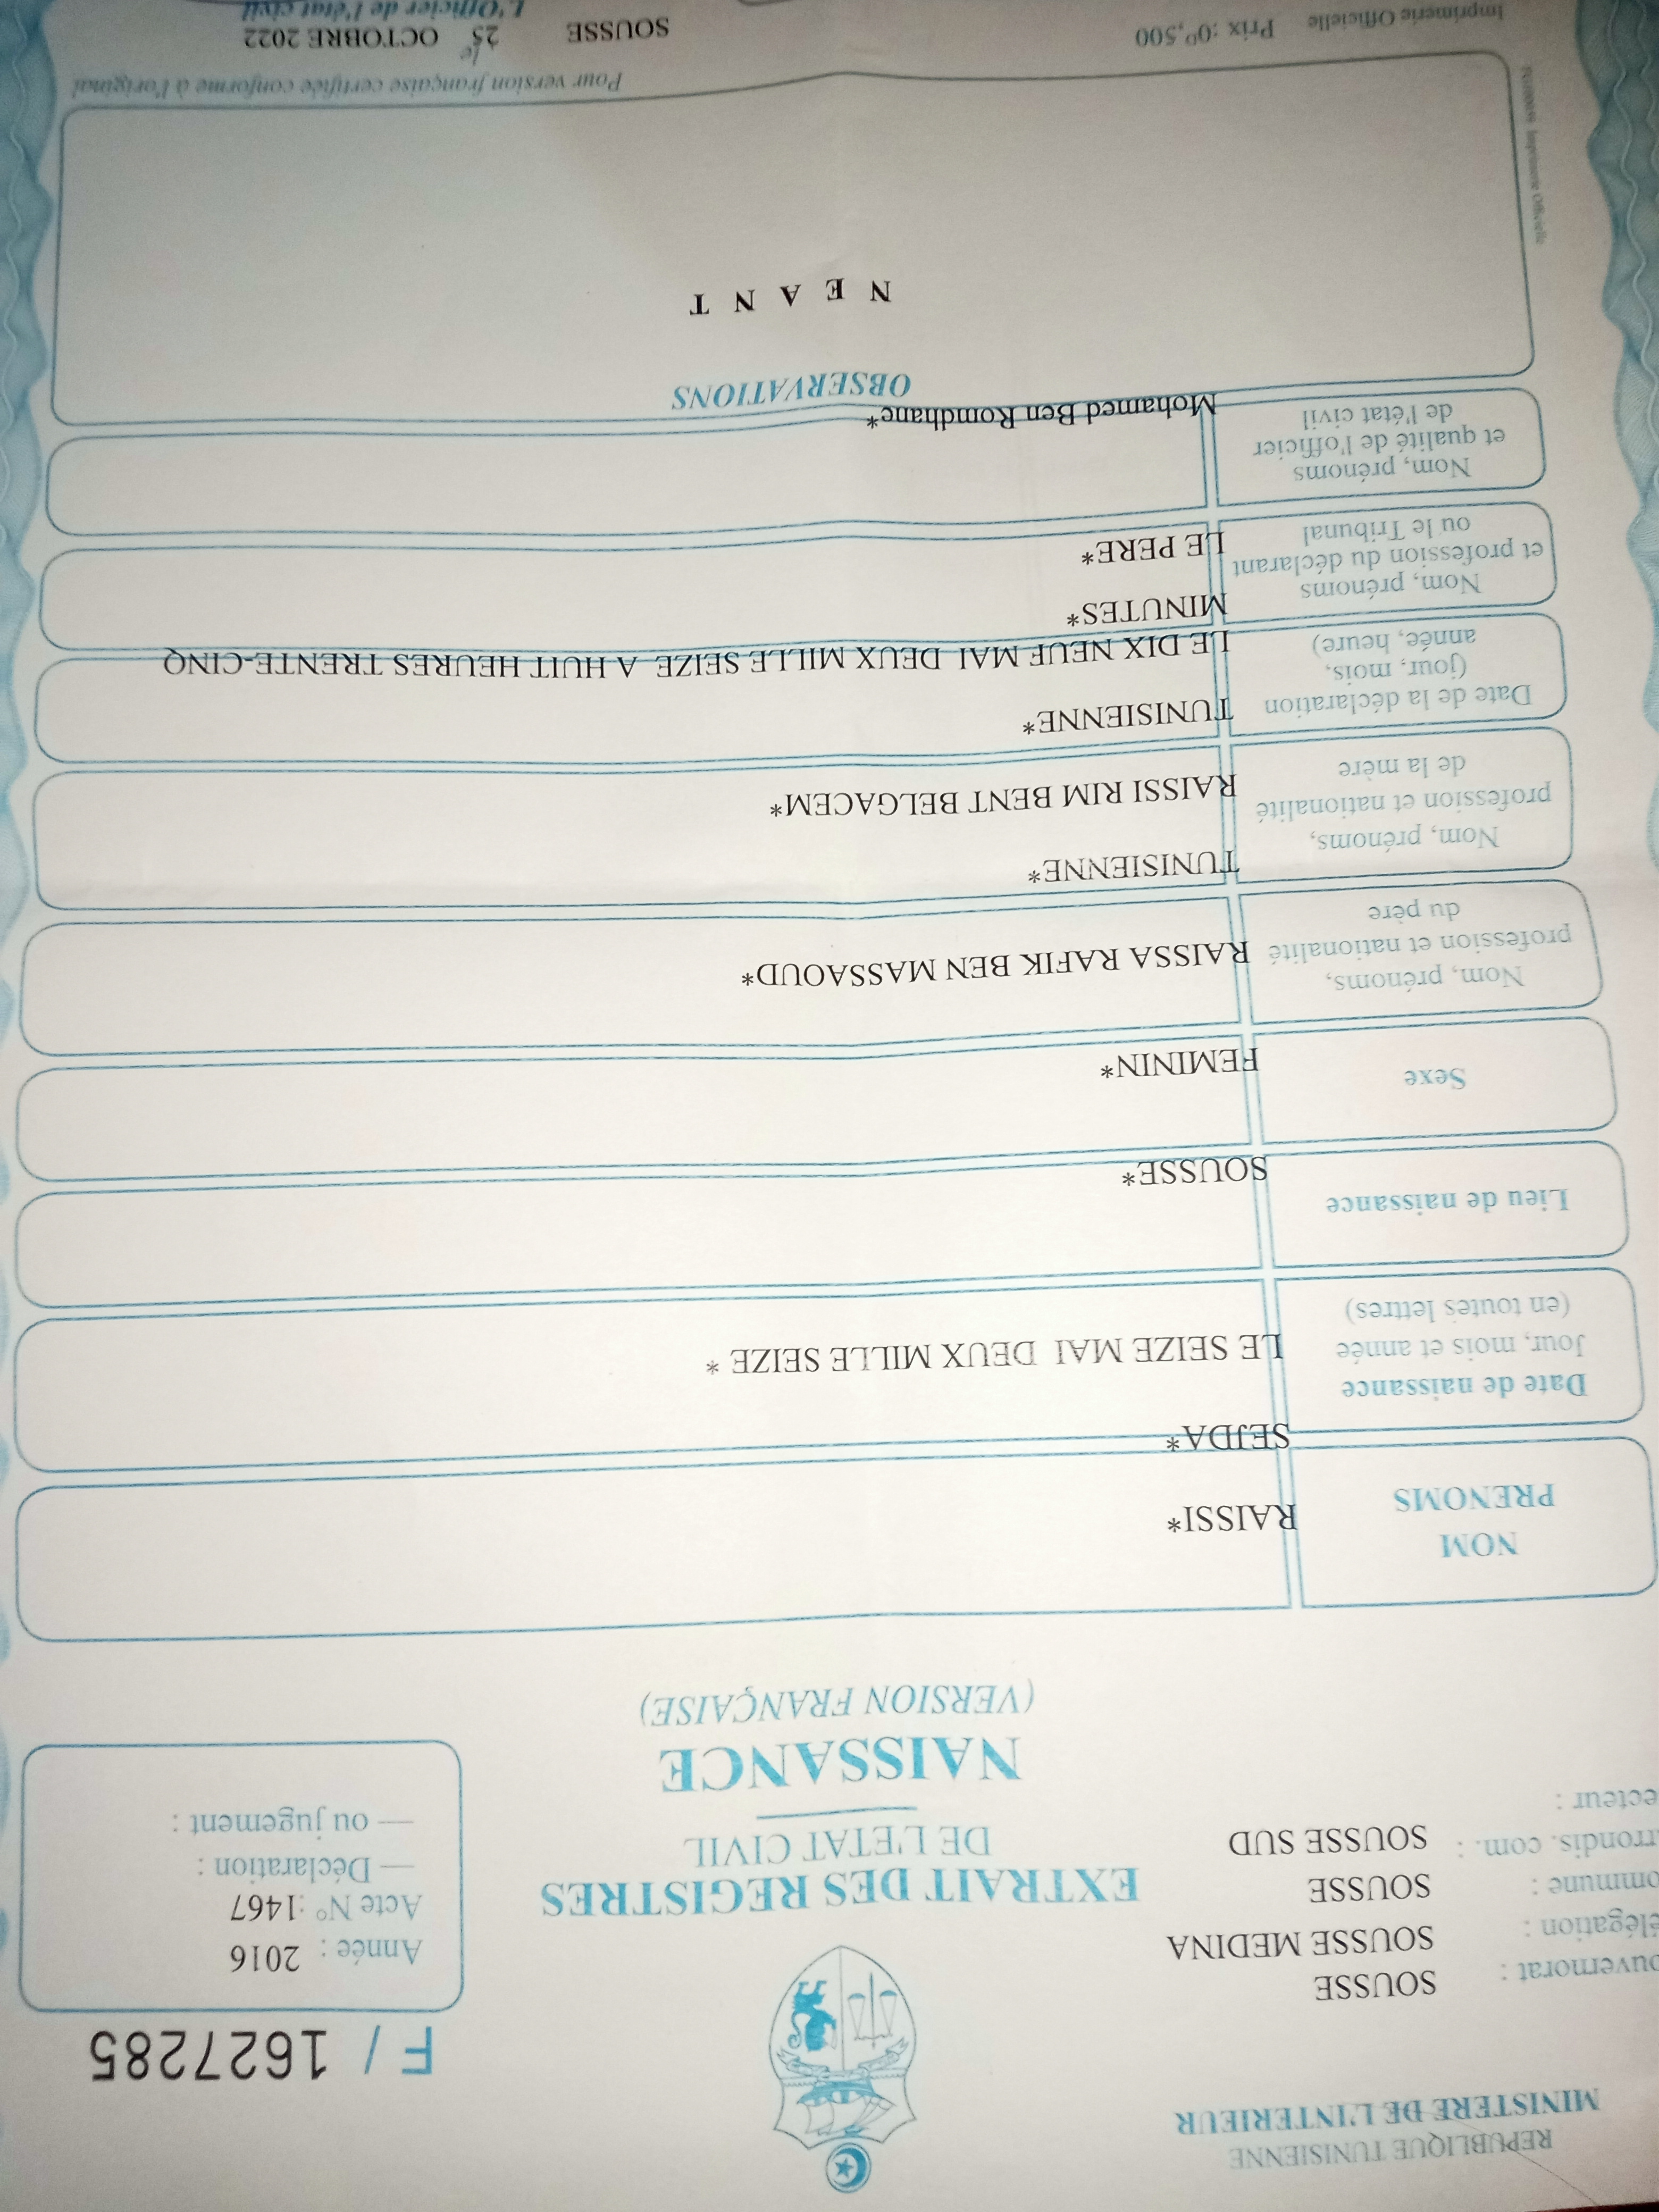 REPUBLIQUE TUNISIENNE
MINISTERE DE L'INTERIEUR
F / 1627285
ouvernorat : SOUSSE
élégation : SOUSSE MEDINA
ommune : SOUSSE
rrondis. com. : SOUSSE SUD
ecteur :
EXTRAIT DES REGISTRES
DE L'ETAT CIVIL
NAISSANCE
(VERSION FRANÇAISE)
Année : 2016
Acte N° :1467
— Déclaration :
— ou jugement :
NOM
PRENOMS
RAISSI*
SEJDA*
Date de naissance
Jour, mois et année
(en toutes lettres)
LE SEIZE MAI DEUX MILLE SEIZE *
Lieu de naissance
SOUSSE*
Sexe
FEMININ*
Nom, prénoms,
profession et nationalité
du père
RAISSA RAFIK BEN MASSAOUD*
TUNISIENNE*
Nom, prénoms,
profession et nationalité
de la mère
RAISSI RIM BENT BELGACEM*
TUNISIENNE*
Date de la déclaration
(jour, mois,
année, heure)
LE DIX NEUF MAI DEUX MILLE SEIZE A HUIT HEURES TRENTE-CINQ
MINUTES*
Nom, prénoms
et profession du déclarant
ou le Tribunal
LE PERE*
Nom, prénoms
et qualité de l'officier
de l'état civil
Mohamed Ben Romdhane*
OBSERVATIONS
N E A N T
Imprimerie Officielle
Pour version française certifiée conforme à l'original
Imprimerie Officielle Prix :0ᴰ,500
SOUSSE le 25 OCTOBRE 2022
L'Officier de l'état civil